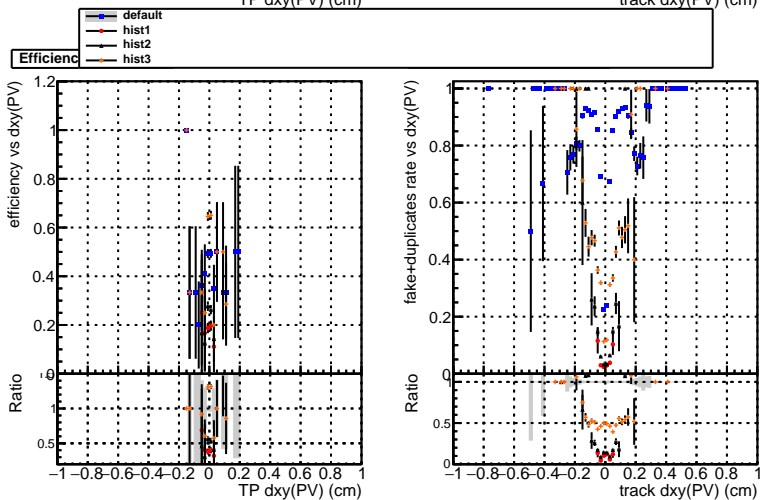 TP dxy(PV) (cm) track dxy(PV) (cm)
default
hist1
hist2
hist3
Efficienc
efficiency vs dxy(PV)
1.2
1
0.8
0.6
0.4
0.2
0
Ratio
1
0.5
−1 −0.8 −0.6 −0.4 −0.2 0 0.2 0.4 0.6 0.8 1
TP dxy(PV) (cm)
fake+duplicates rate vs dxy(PV)
1
0.8
0.6
0.4
0.2
0
Ratio
1
0.5
0
−1 −0.8 −0.6 −0.4 −0.2 0 0.2 0.4 0.6 0.8 1
track dxy(PV) (cm)